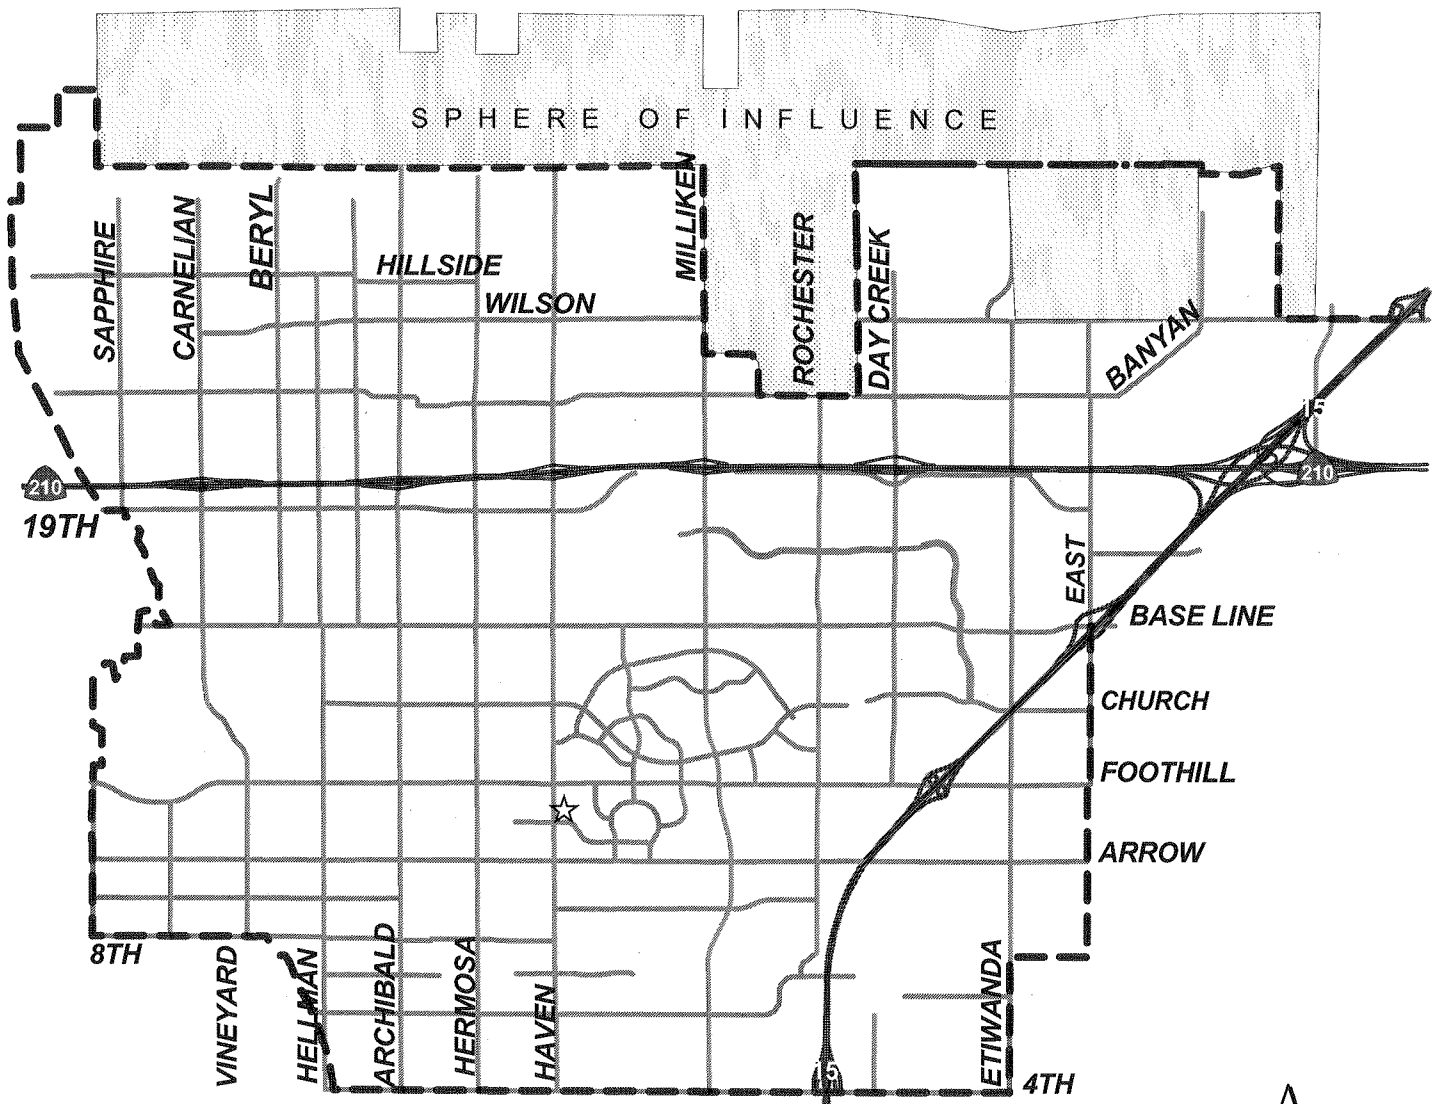 SPHERE OF INFLUENCE
SAPPHIRE
CARNELIAN
BERYL
HILLSIDE
WILSON
MILLIKEN
ROCHESTER
DAY CREEK
BANYAN
15
210
210
19TH
EAST
BASE LINE
CHURCH
FOOTHILL
ARROW
8TH
VINEYARD
HELLMAN
ARCHIBALD
HERMOSA
HAVEN
ETIWANDA
15
4TH